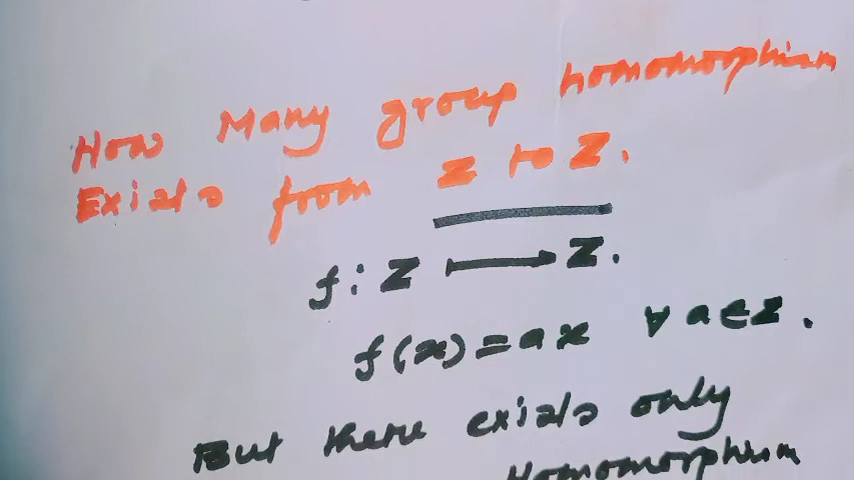 How Many group homomorphism
Exists from Z to Z.
f: Z ⟼ Z.
f(x) = ax ∀ a ∈ Z.
But there exists only
Homomorphism